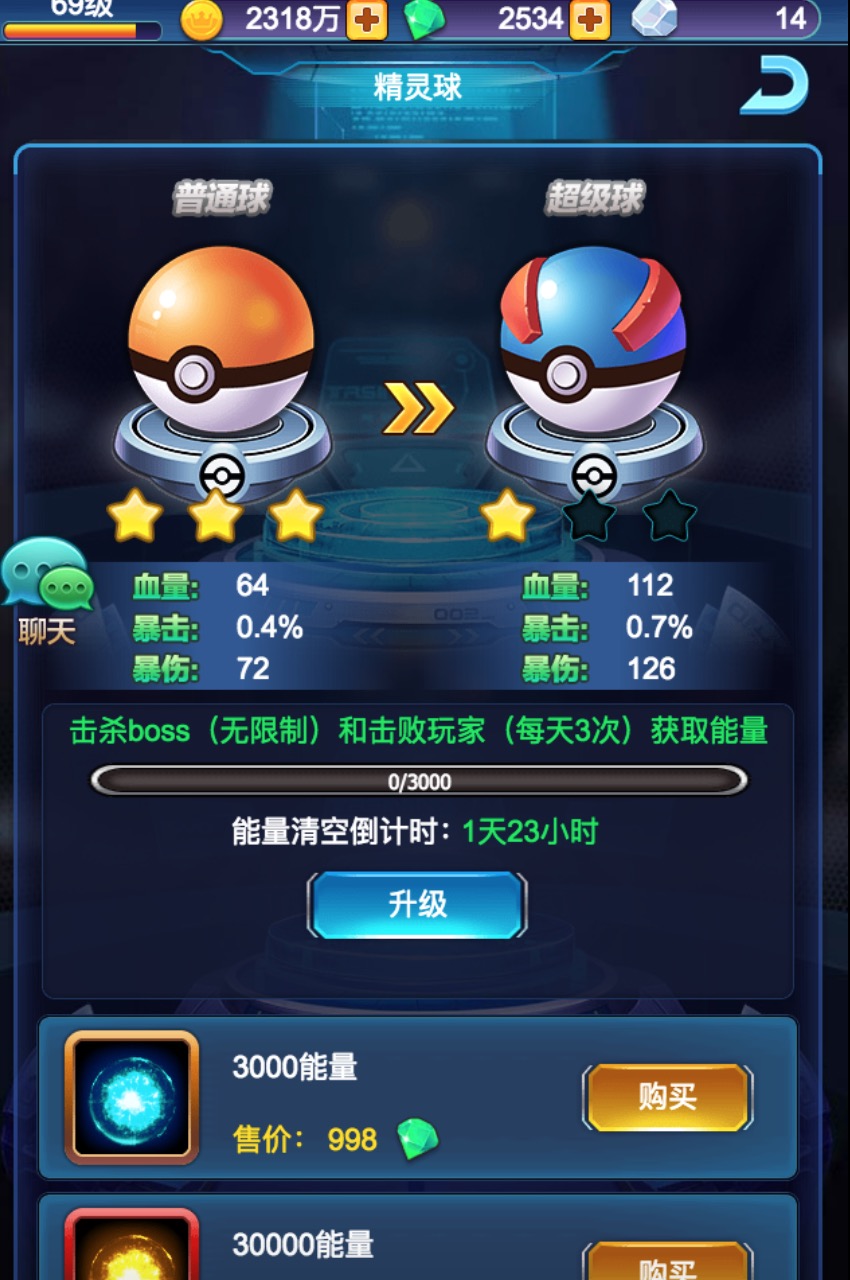 69级 2318万 2534 14
精灵球
普通球 超级球
血量: 64 血量: 112
暴击: 0.4% 暴击: 0.7%
暴伤: 72 暴伤: 126
聊天
击杀boss（无限制）和击败玩家（每天3次）获取能量
0/3000
能量清空倒计时：1天23小时
升级
3000能量
购买
售价： 998
30000能量
购买